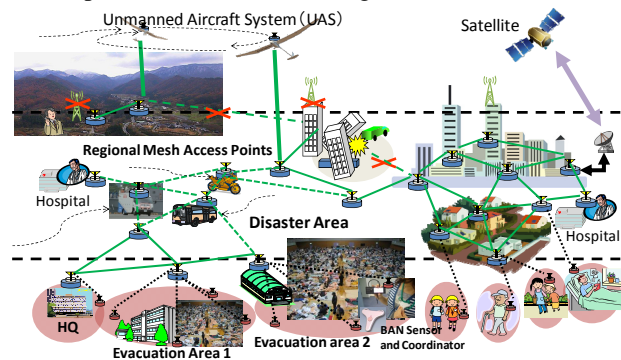 Unmanned Aircraft System (UAS)
Satellite
Regional Mesh Access Points
Hospital
Disaster Area
Hospital
HQ
Evacuation Area 1
Evacuation area 2
BAN Sensor
and Coordinator